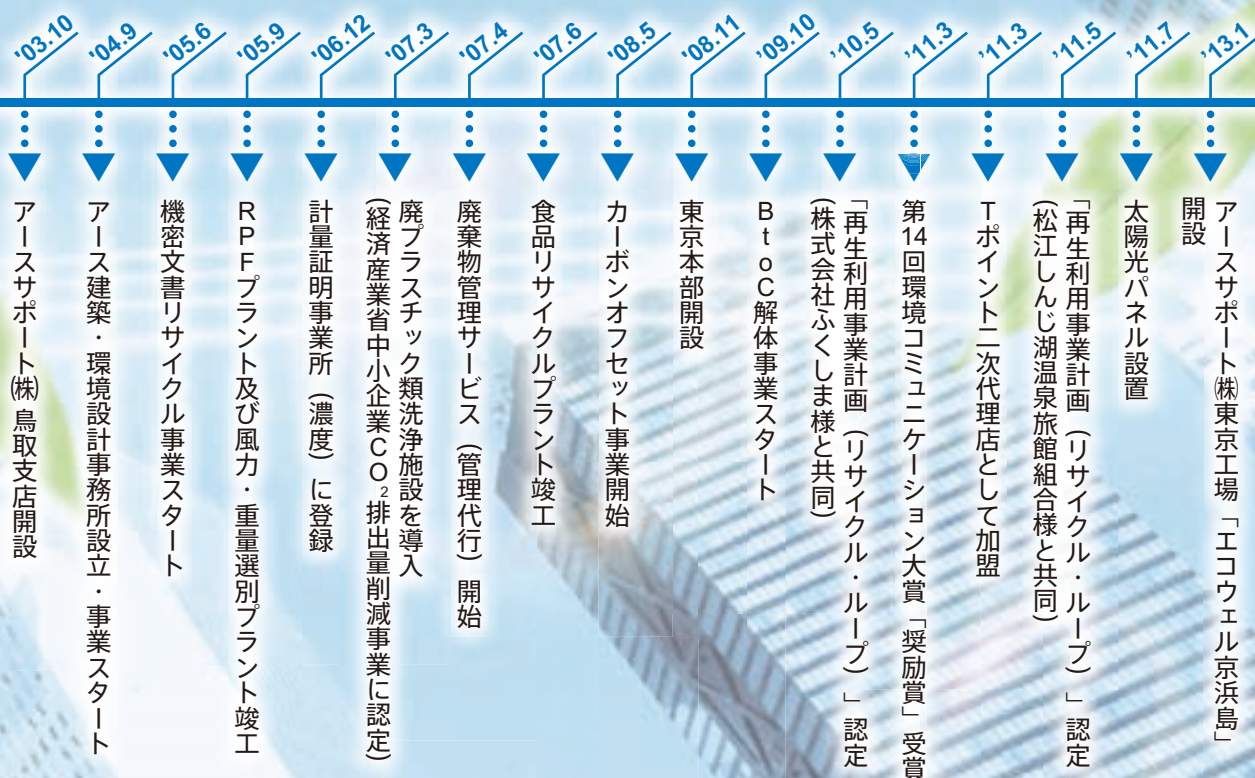 '03.10
アースサポート㈱ 鳥取支店開設
'04.9
アース建築・環境設計事務所設立・事業スタート
'05.6
機密文書リサイクル事業スタート
'05.9
RPFプラント及び風力・重量選別プラント竣工
'06.12
計量証明事業所（濃度）に登録
'07.3
廃プラスチック類洗浄施設を導入
(経済産業省中小企業CO₂排出量削減事業に認定)
'07.4
廃棄物管理サービス（管理代行）開始
'07.6
食品リサイクルプラント竣工
'08.5
カーボンオフセット事業開始
'08.11
東京本部開設
'09.10
BtoC解体事業スタート
'10.5
「再生利用事業計画（リサイクル・ループ）」認定
(株式会社ふくしま様と共同)
'11.3
第14回環境コミュニケーション大賞「奨励賞」受賞
'11.3
Tポイント二次代理店として加盟
'11.5
「再生利用事業計画（リサイクル・ループ）」認定
(松江しんじ湖温泉旅館組合様と共同)
'11.7
太陽光パネル設置
'13.1
アースサポート㈱東京工場「エコウェル京浜島」
開設